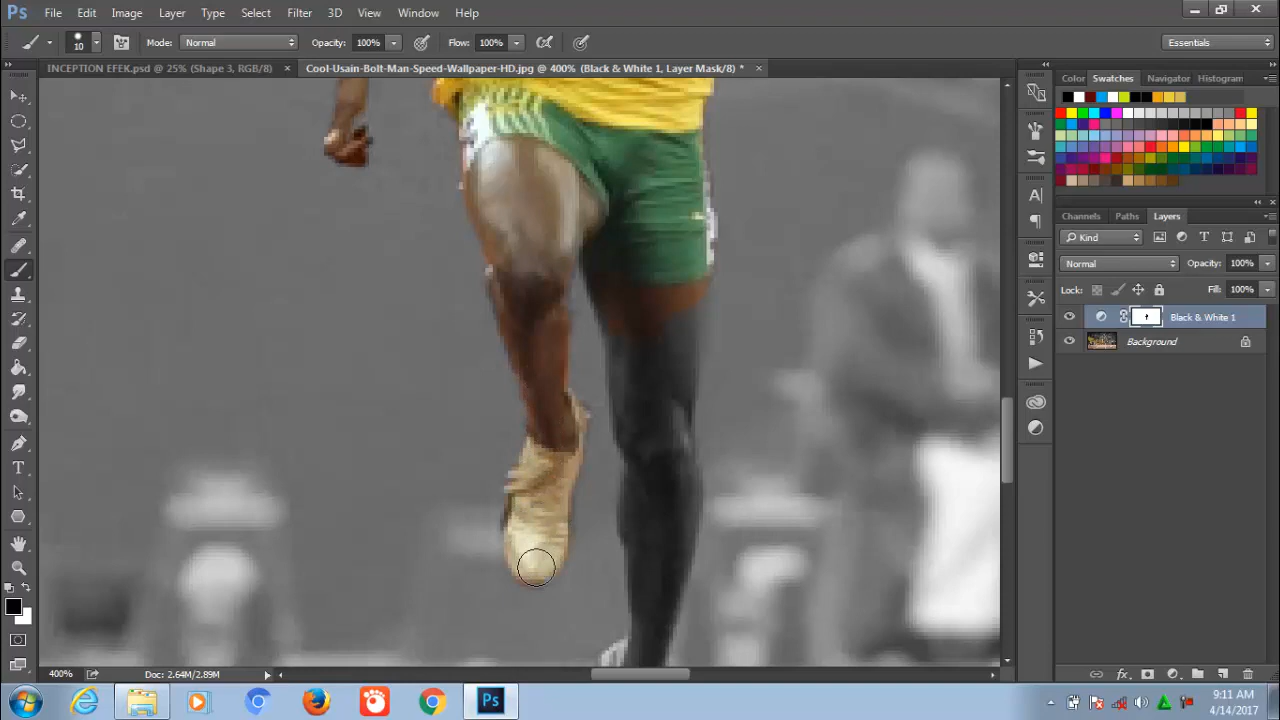 Ps File Edit Image Layer Type Select Filter 3D View Window Help
10 Mode: Normal Opacity: 100% Flow: 100% Essentials
INCEPTION EFEK.psd @ 25% (Shape 3, RGB/8) × Cool-Usain-Bolt-Man-Speed-Wallpaper-HD.jpg @ 400% (Black & White 1, Layer Mask/8) * ×
Color Swatches Navigator Histogram
Channels Paths Layers
Kind
Normal Opacity: 100%
Lock: Fill: 100%
Black & White 1
Background
400% Doc: 2.64M/2.89M
Ps
9:11 AM
4/14/2017